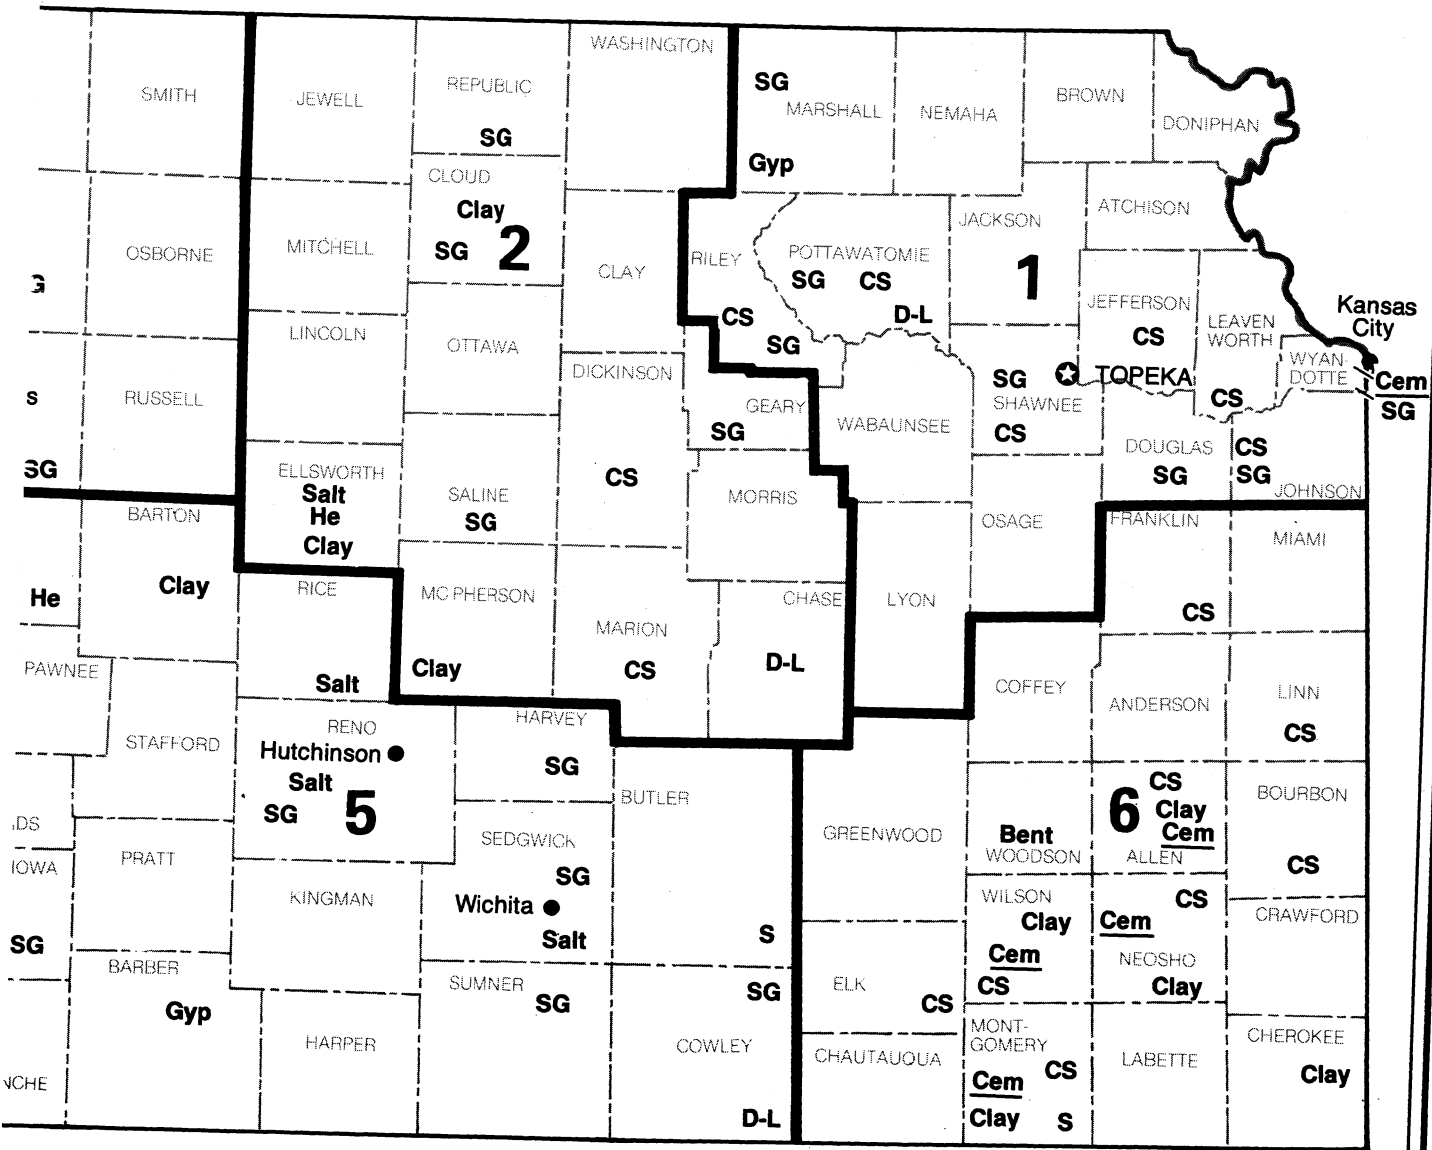 WASHINGTON
SMITH
JEWELL
REPUBLIC
SG
SG
MARSHALL
NEMAHA
BROWN
DONIPHAN
Gyp
CLOUD
Clay
SG
2
OSBORNE
MITCHELL
CLAY
RILEY
POTTAWATOMIE
SG CS
D-L
JACKSON
1
ATCHISON
JEFFERSON
CS
LEAVEN
WORTH
CS
Kansas
City
WYAN-
DOTTE
Cem
SG
LINCOLN
OTTAWA
CS
SG
DICKINSON
CS
GEARY
SG
TOPEKA
SG
SHAWNEE
CS
WABAUNSEE
DOUGLAS
SG
CS
SG
JOHNSON
S
RUSSELL
SG
ELLSWORTH
Salt
He
Clay
SALINE
SG
MORRIS
OSAGE
FRANKLIN
CS
MIAMI
BARTON
Clay
He
RICE
Salt
MC PHERSON
Clay
MARION
CS
CHASE
D-L
LYON
PAWNEE
STAFFORD
RENO
Hutchinson
Salt
SG
5
HARVEY
SG
BUTLER
S
COFFEY
ANDERSON
LINN
CS
GREENWOOD
Bent
WOODSON
6
CS
Clay
Cem
ALLEN
BOURBON
CS
DS
IOWA
SG
PRATT
KINGMAN
SEDGWICK
SG
Wichita
Salt
WILSON
Clay
Cem
CS
CS
Cem
NEOSHO
Clay
CRAWFORD
BARBER
Gyp
HARPER
SUMNER
SG
SG
COWLEY
D-L
ELK
CS
CHAUTAUQUA
MONT-
GOMERY
CS
Cem
Clay S
LABETTE
CHEROKEE
Clay
NCHE